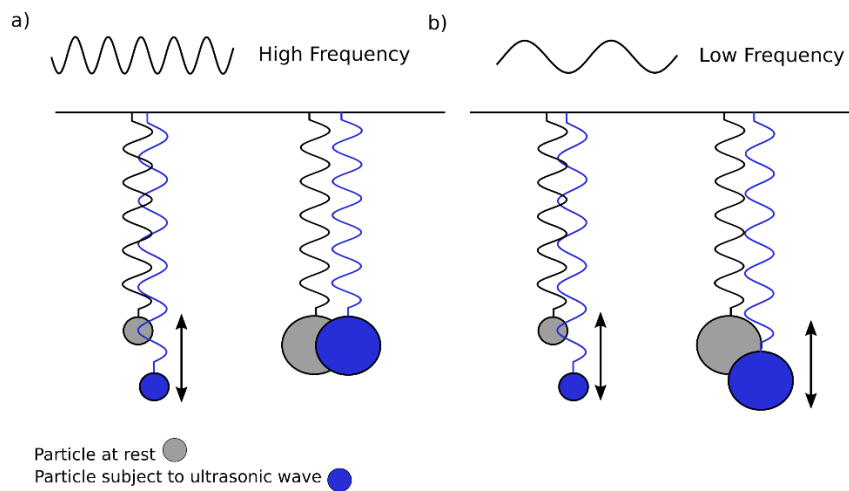 a)
High Frequency
b)
Low Frequency
Particle at rest
Particle subject to ultrasonic wave